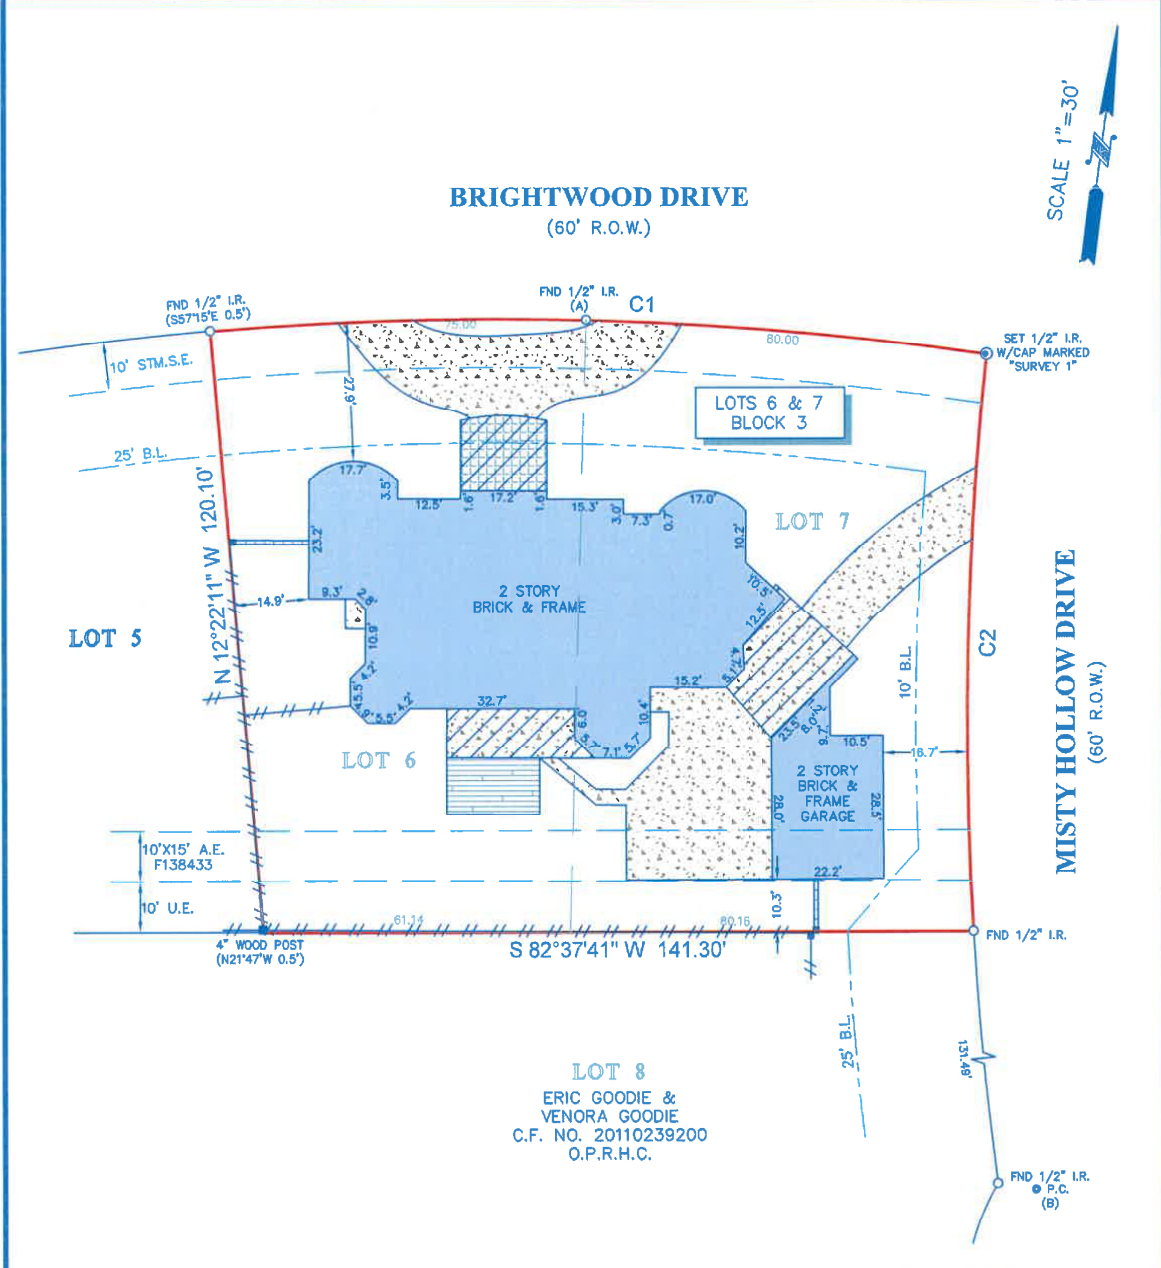 SCALE 1"=30'
BRIGHTWOOD DRIVE
(60' R.O.W.)
FND 1/2" I.R.
(S57°15'E 0.5')
FND 1/2" I.R.
(A)
C1
75.00
80.00
SET 1/2" I.R.
W/CAP MARKED
"SURVEY 1"
10' STM.S.E.
27.9'
LOTS 6 & 7
BLOCK 3
25' B.L.
N 12°22'11" W 120.10'
17.7'
3.5'
12.5'
1.6'
17.2'
1.6'
15.3'
3.0'
7.3'
0.7'
17.0'
10.2'
LOT 7
23.2'
10.5'
12.5'
2 STORY
BRICK & FRAME
9.3'
2.8'
14.9'
10.9'
LOT 5
MISTY HOLLOW DRIVE
(60' R.O.W.)
C2
10' B.L.
4.2'
5.5'
5.5'
4.2'
32.7'
15.2'
5.1'
6.0'
10.4'
7.1'
5.7'
23.5'
8.0'
9.7'
10.5'
16.7'
LOT 6
2 STORY
BRICK &
FRAME
GARAGE
28.0'
28.5'
22.2'
10'X15' A.E.
F138433
10' U.E.
10.3'
61.14
80.16
4" WOOD POST
(N21°47'W 0.5')
S 82°37'41" W 141.30'
FND 1/2" I.R.
25' B.L.
131.49'
LOT 8
ERIC GOODIE &
VENORA GOODIE
C.F. NO. 20110239200
O.P.R.H.C.
FND 1/2" I.R.
@ P.C.
(B)